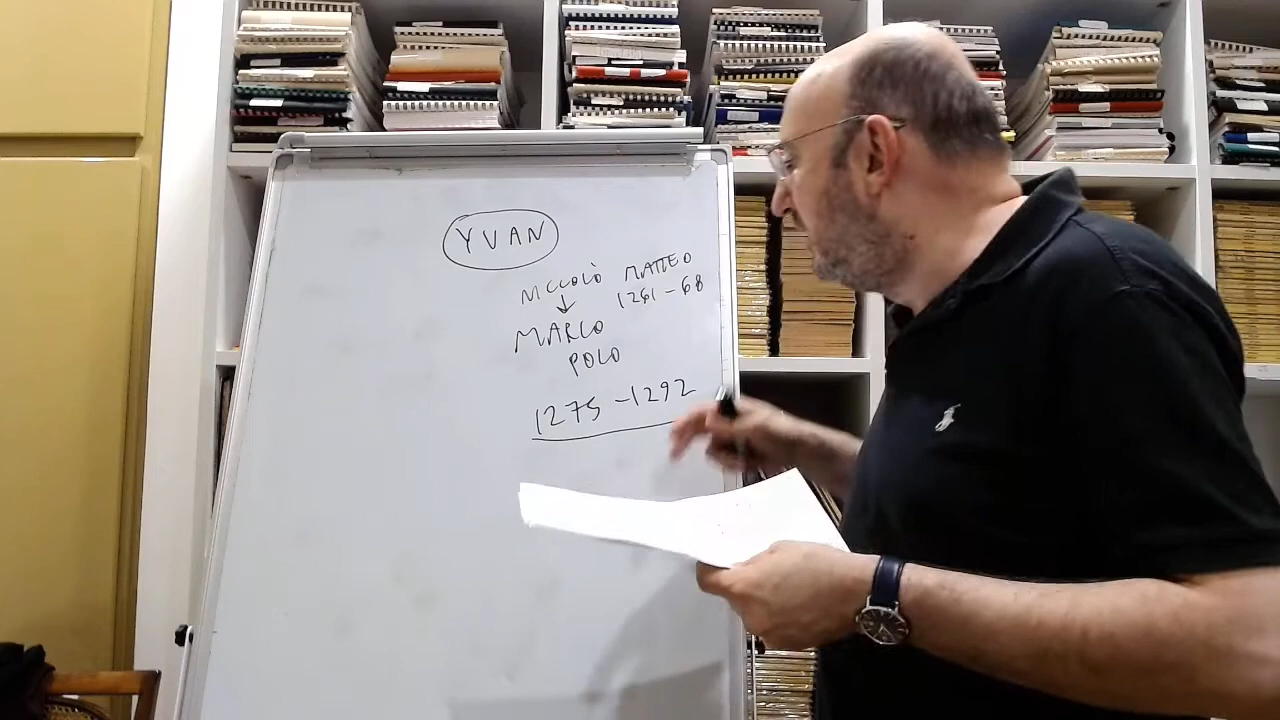 YVAN
NICCOLÒ MATTEO
↓ 1261-68
MARCO
POLO
1275-1292